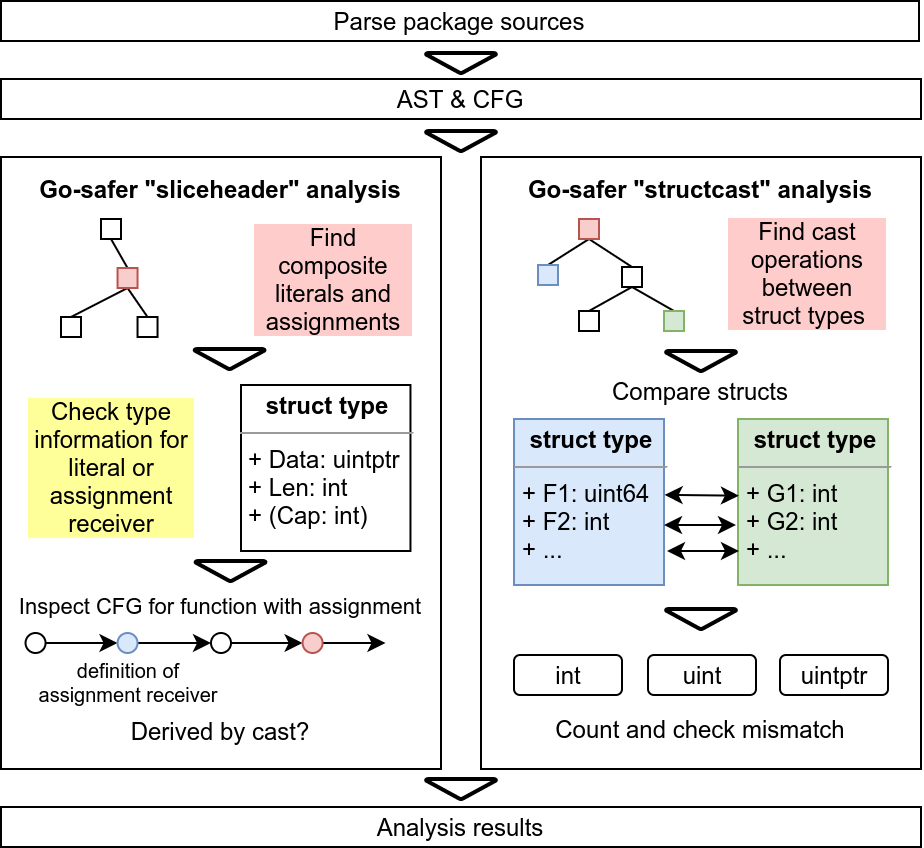 Parse package sources
AST & CFG
Go-safer "sliceheader" analysis
Find
composite
literals and
assignments
Check type
information for
literal or
assignment
receiver
struct type
+ Data: uintptr
+ Len: int
+ (Cap: int)
Inspect CFG for function with assignment
definition of
assignment receiver
Derived by cast?
Go-safer "structcast" analysis
Find cast
operations
between
struct types
Compare structs
struct type
+ F1: uint64
+ F2: int
+ ...
struct type
+ G1: int
+ G2: int
+ ...
int
uint
uintptr
Count and check mismatch
Analysis results